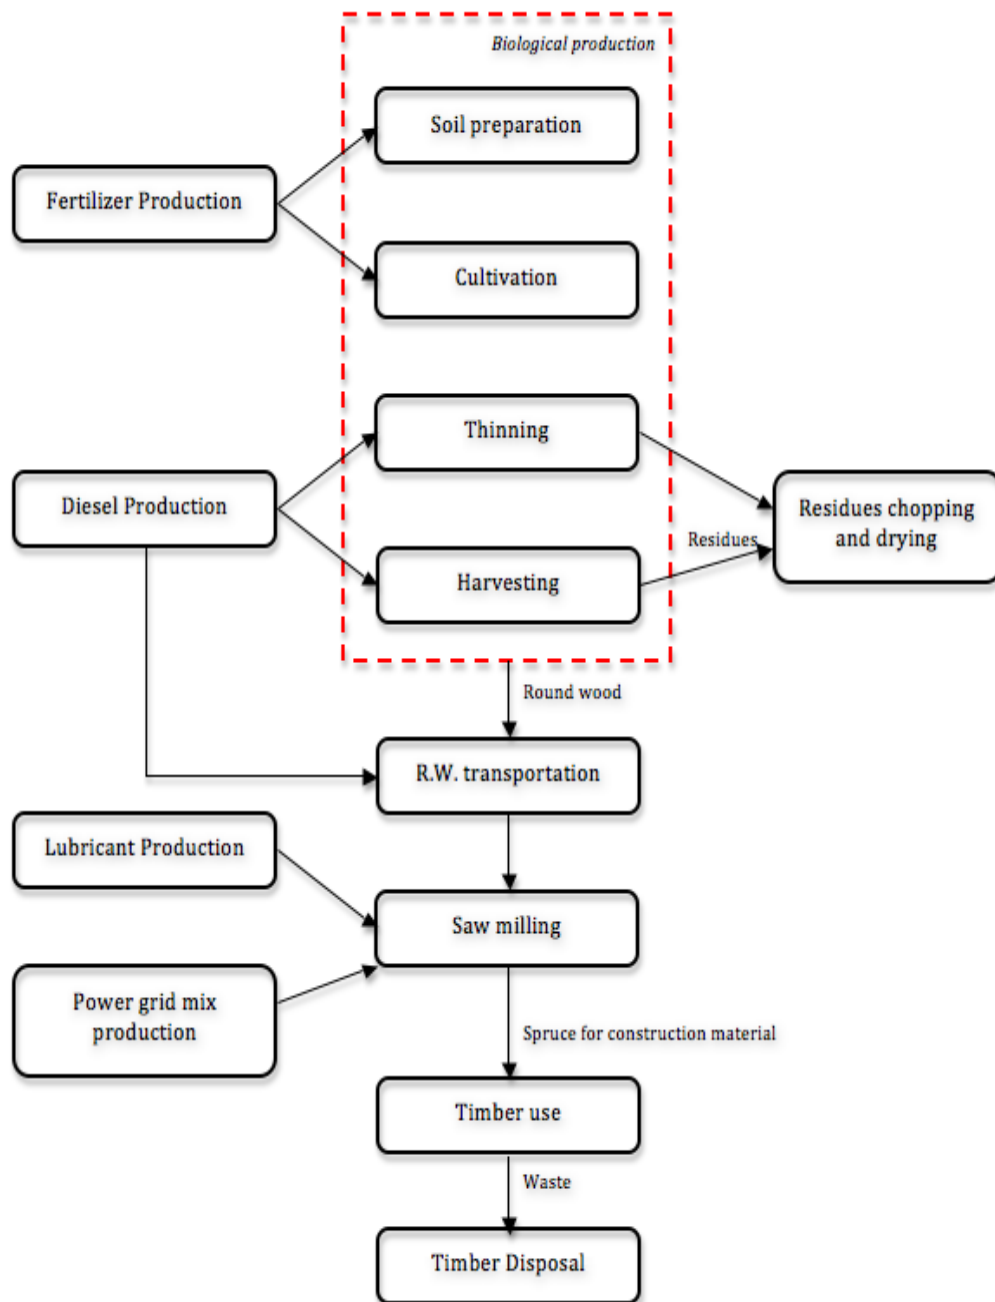 Biological production
Soil preparation
Fertilizer Production
Cultivation
Thinning
Diesel Production
Residues chopping
and drying
Residues
Harvesting
Round wood
R.W. transportation
Lubricant Production
Saw milling
Power grid mix
production
Spruce for construction material
Timber use
Waste
Timber Disposal